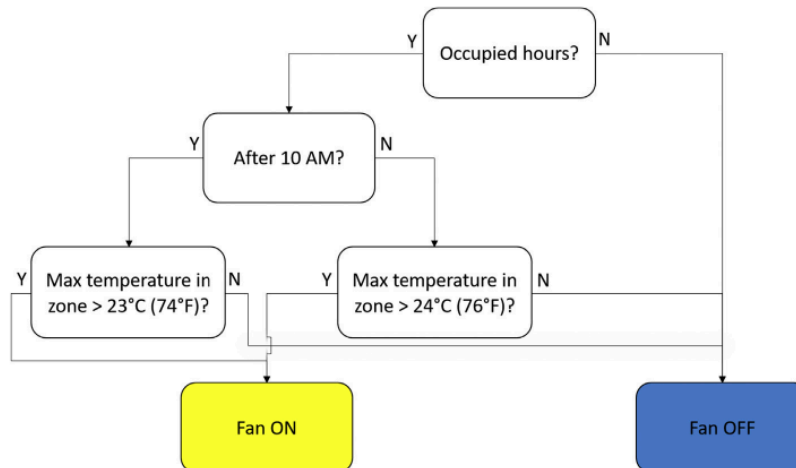 Y
Occupied hours?
N
Y
After 10 AM?
N
Y
Max temperature in
zone > 23°C (74°F)?
N
Y
Max temperature in
zone > 24°C (76°F)?
N
Fan ON
Fan OFF